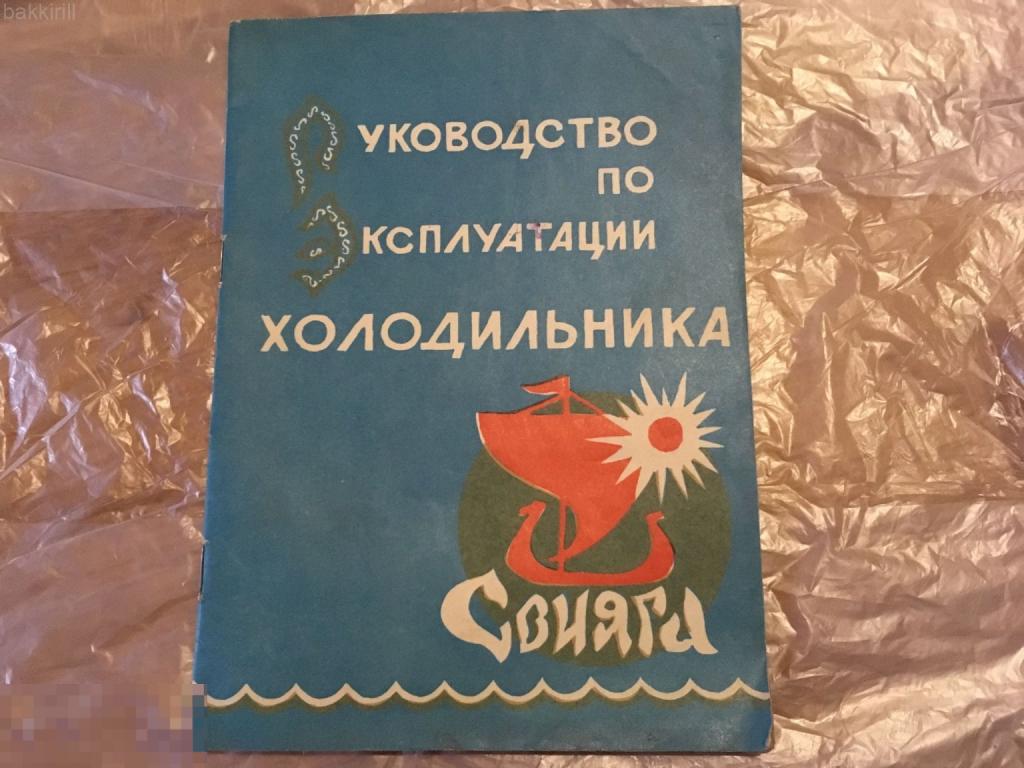 bakkirill
РУКОВОДСТВО
ПО
ЭКСПЛУАТАЦИИ
ХОЛОДИЛЬНИКА
Свияга